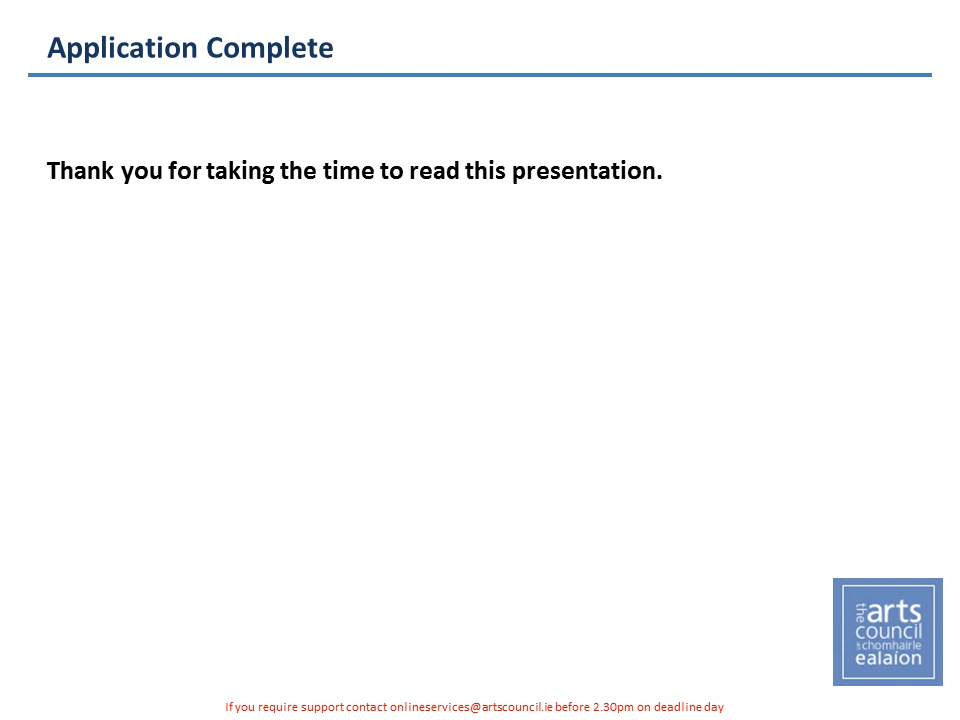 Application Complete
Thank you for taking the time to read this presentation.
the arts
council
chomhairle
ealaíon
If you require support contact onlineservices@artscouncil.ie before 2.30pm on deadline day